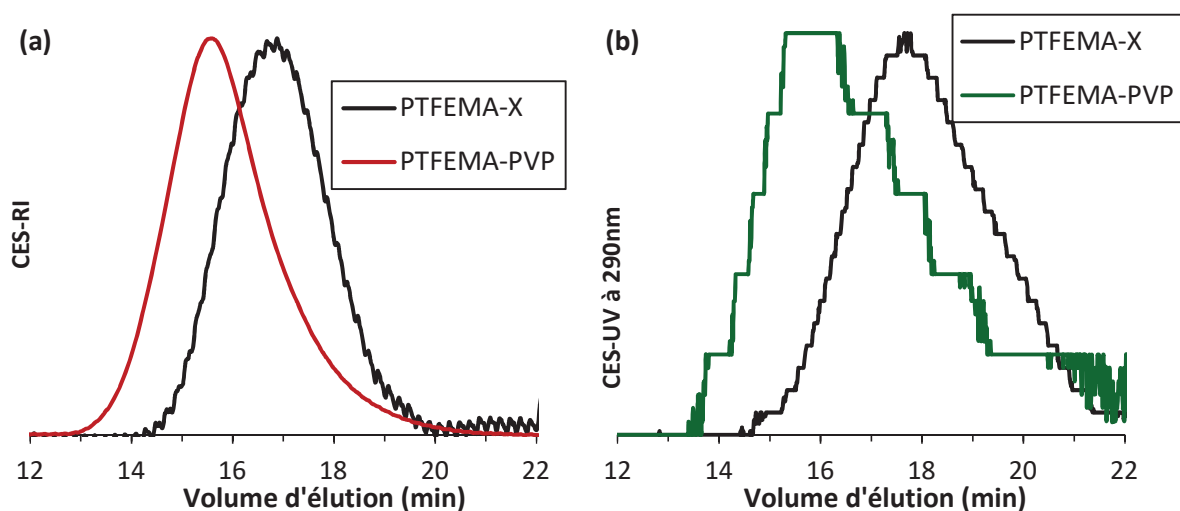 (a)
PTFEMA-X
PTFEMA-PVP
CES-RI
12 14 16 18 20 22
Volume d'élution (min)
(b)
PTFEMA-X
PTFEMA-PVP
CES-UV à 290nm
12 14 16 18 20 22
Volume d'élution (min)